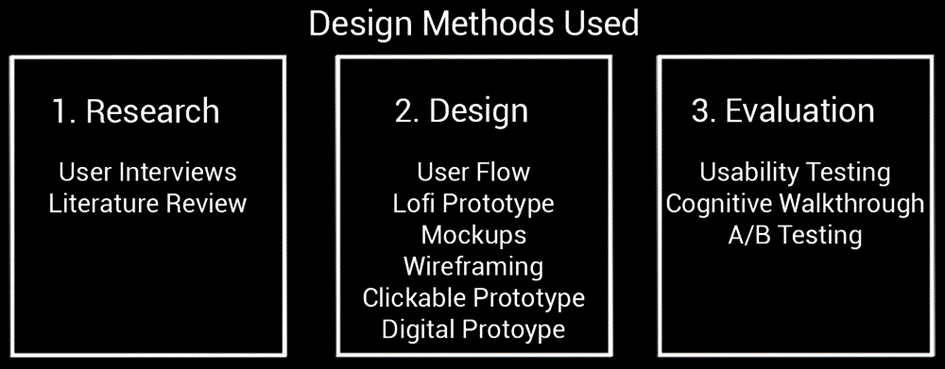 Design Methods Used
1. Research
User Interviews
Literature Review
2. Design
User Flow
Lofi Prototype
Mockups
Wireframing
Clickable Prototype
Digital Protoype
3. Evaluation
Usability Testing
Cognitive Walkthrough
A/B Testing